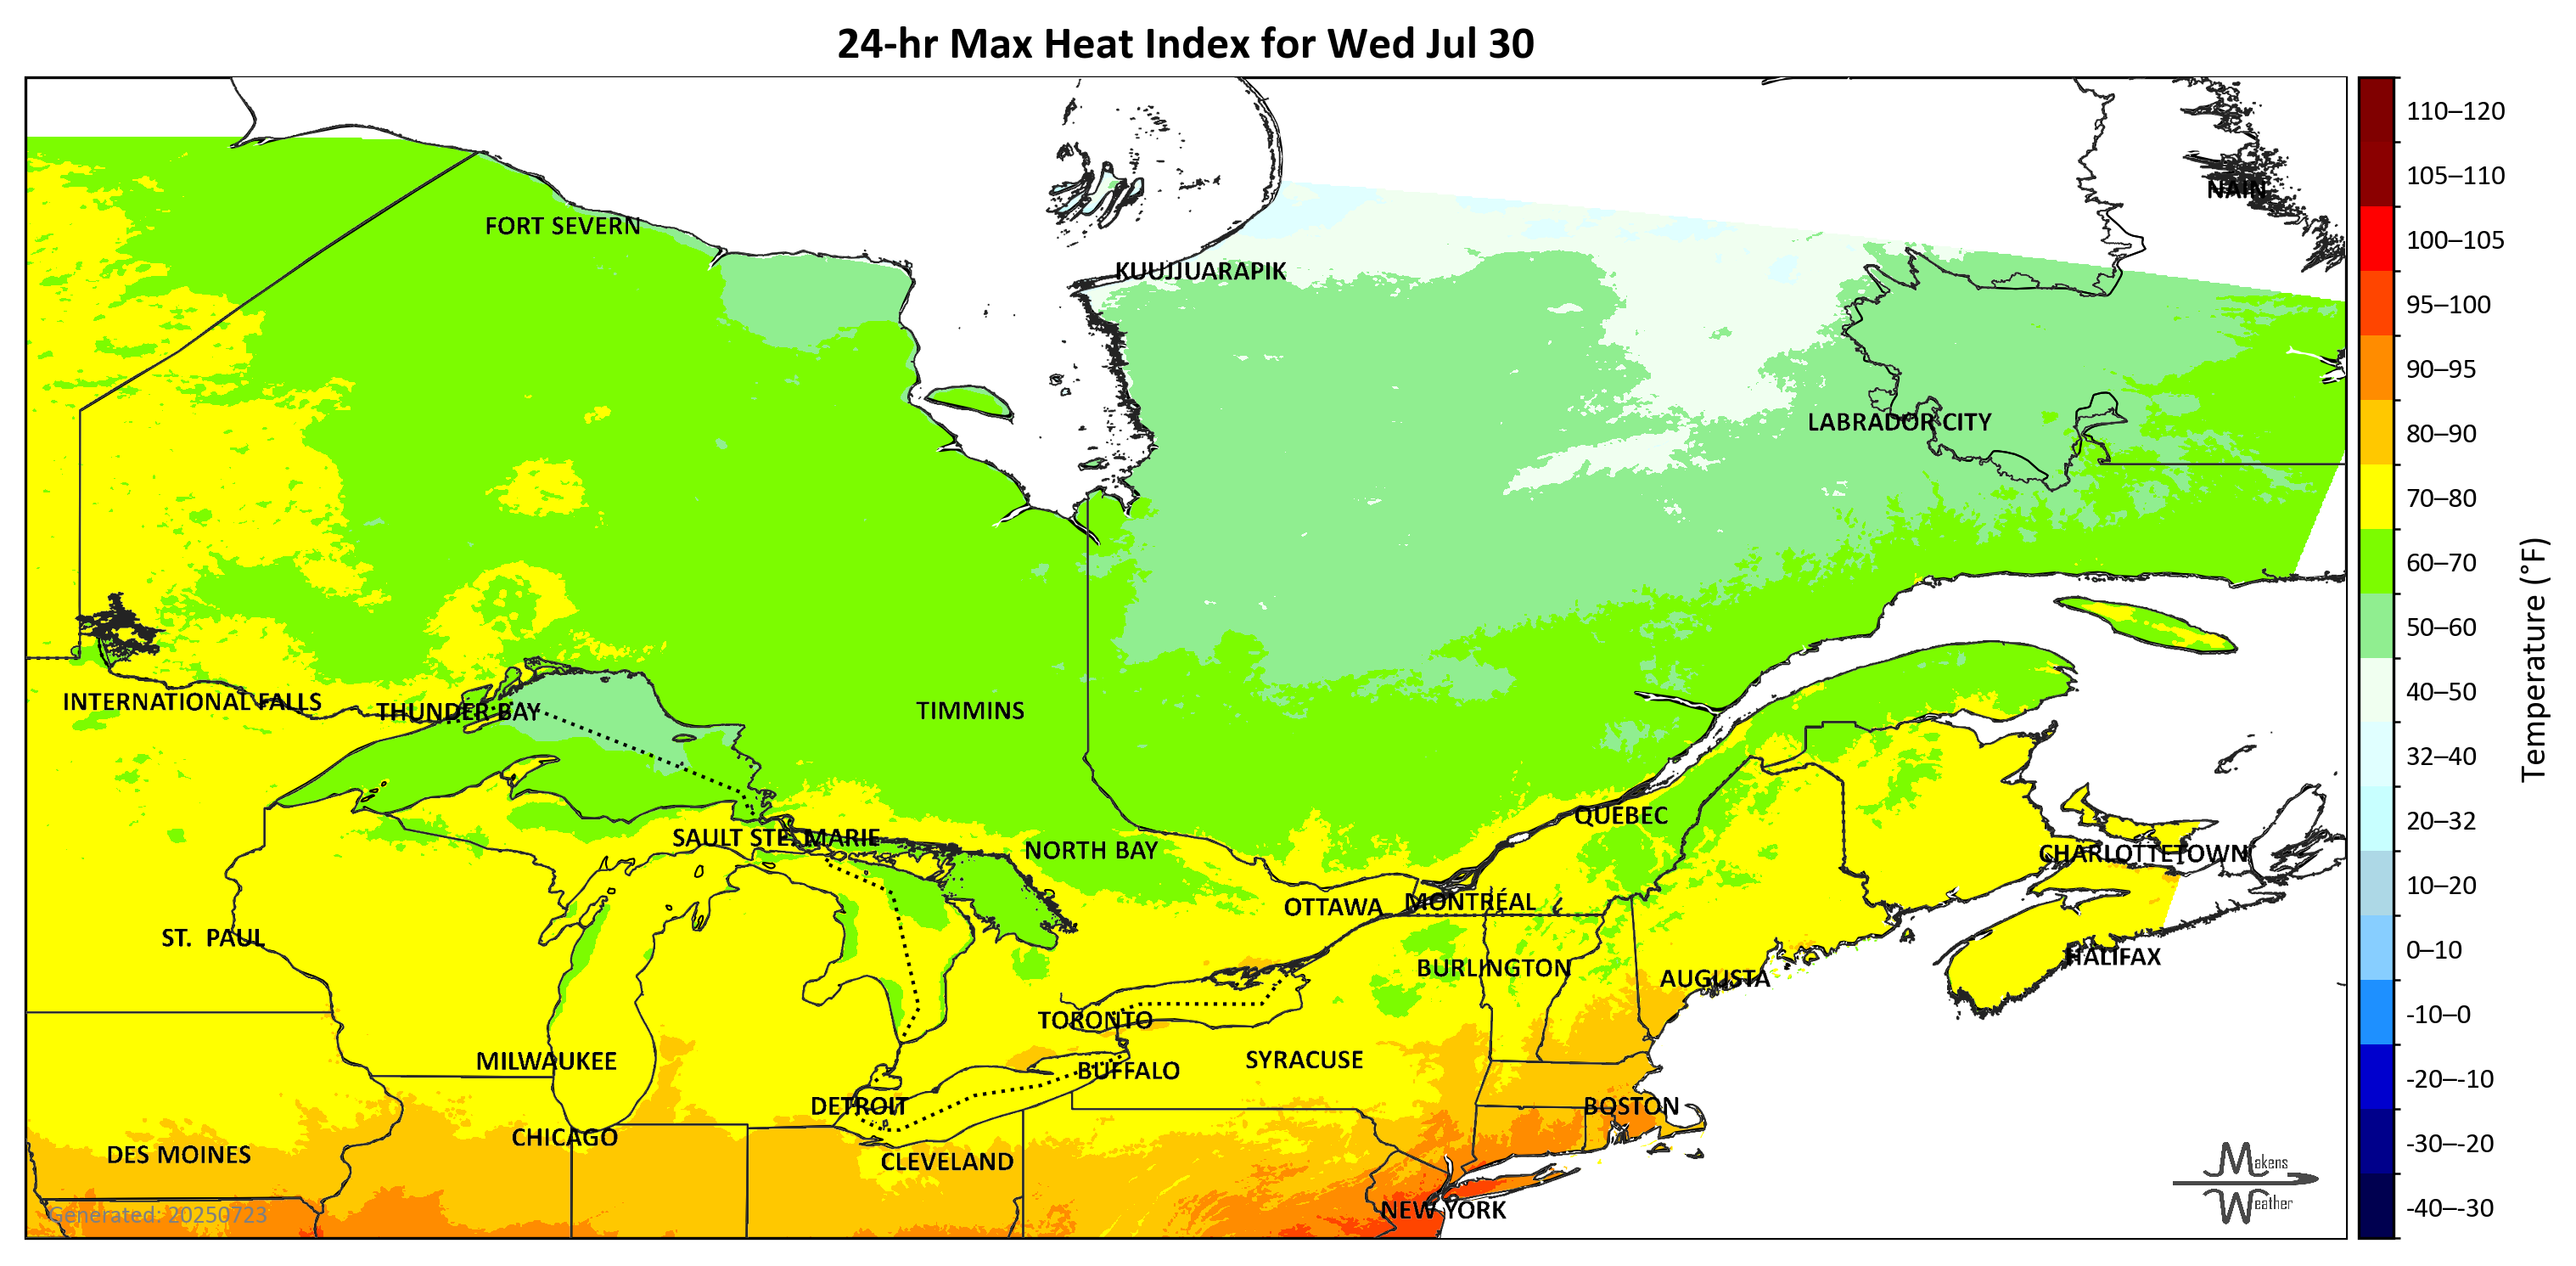 24-hr Max Heat Index for Wed Jul 30
110–120
105–110
NAIN
FORT SEVERN
100–105
KUUJJUARAPIK
95–100
90–95
LABRADOR CITY
80–90
70–80
60–70
50–60
Temperature (°F)
40–50
INTERNATIONAL FALLS
THUNDER BAY
TIMMINS
32–40
QUEBEC
20–32
SAULT STE. MARIE
NORTH BAY
CHARLOTTETOWN
10–20
OTTAWA
MONTRÉAL
ST. PAUL
0–10
HALIFAX
BURLINGTON
AUGUSTA
-10–0
TORONTO
MILWAUKEE
BUFFALO
SYRACUSE
-20–-10
DETROIT
BOSTON
CHICAGO
-30–-20
DES MOINES
CLEVELAND
Makens
Weather
NEW YORK
-40–-30
Generated: 20250723